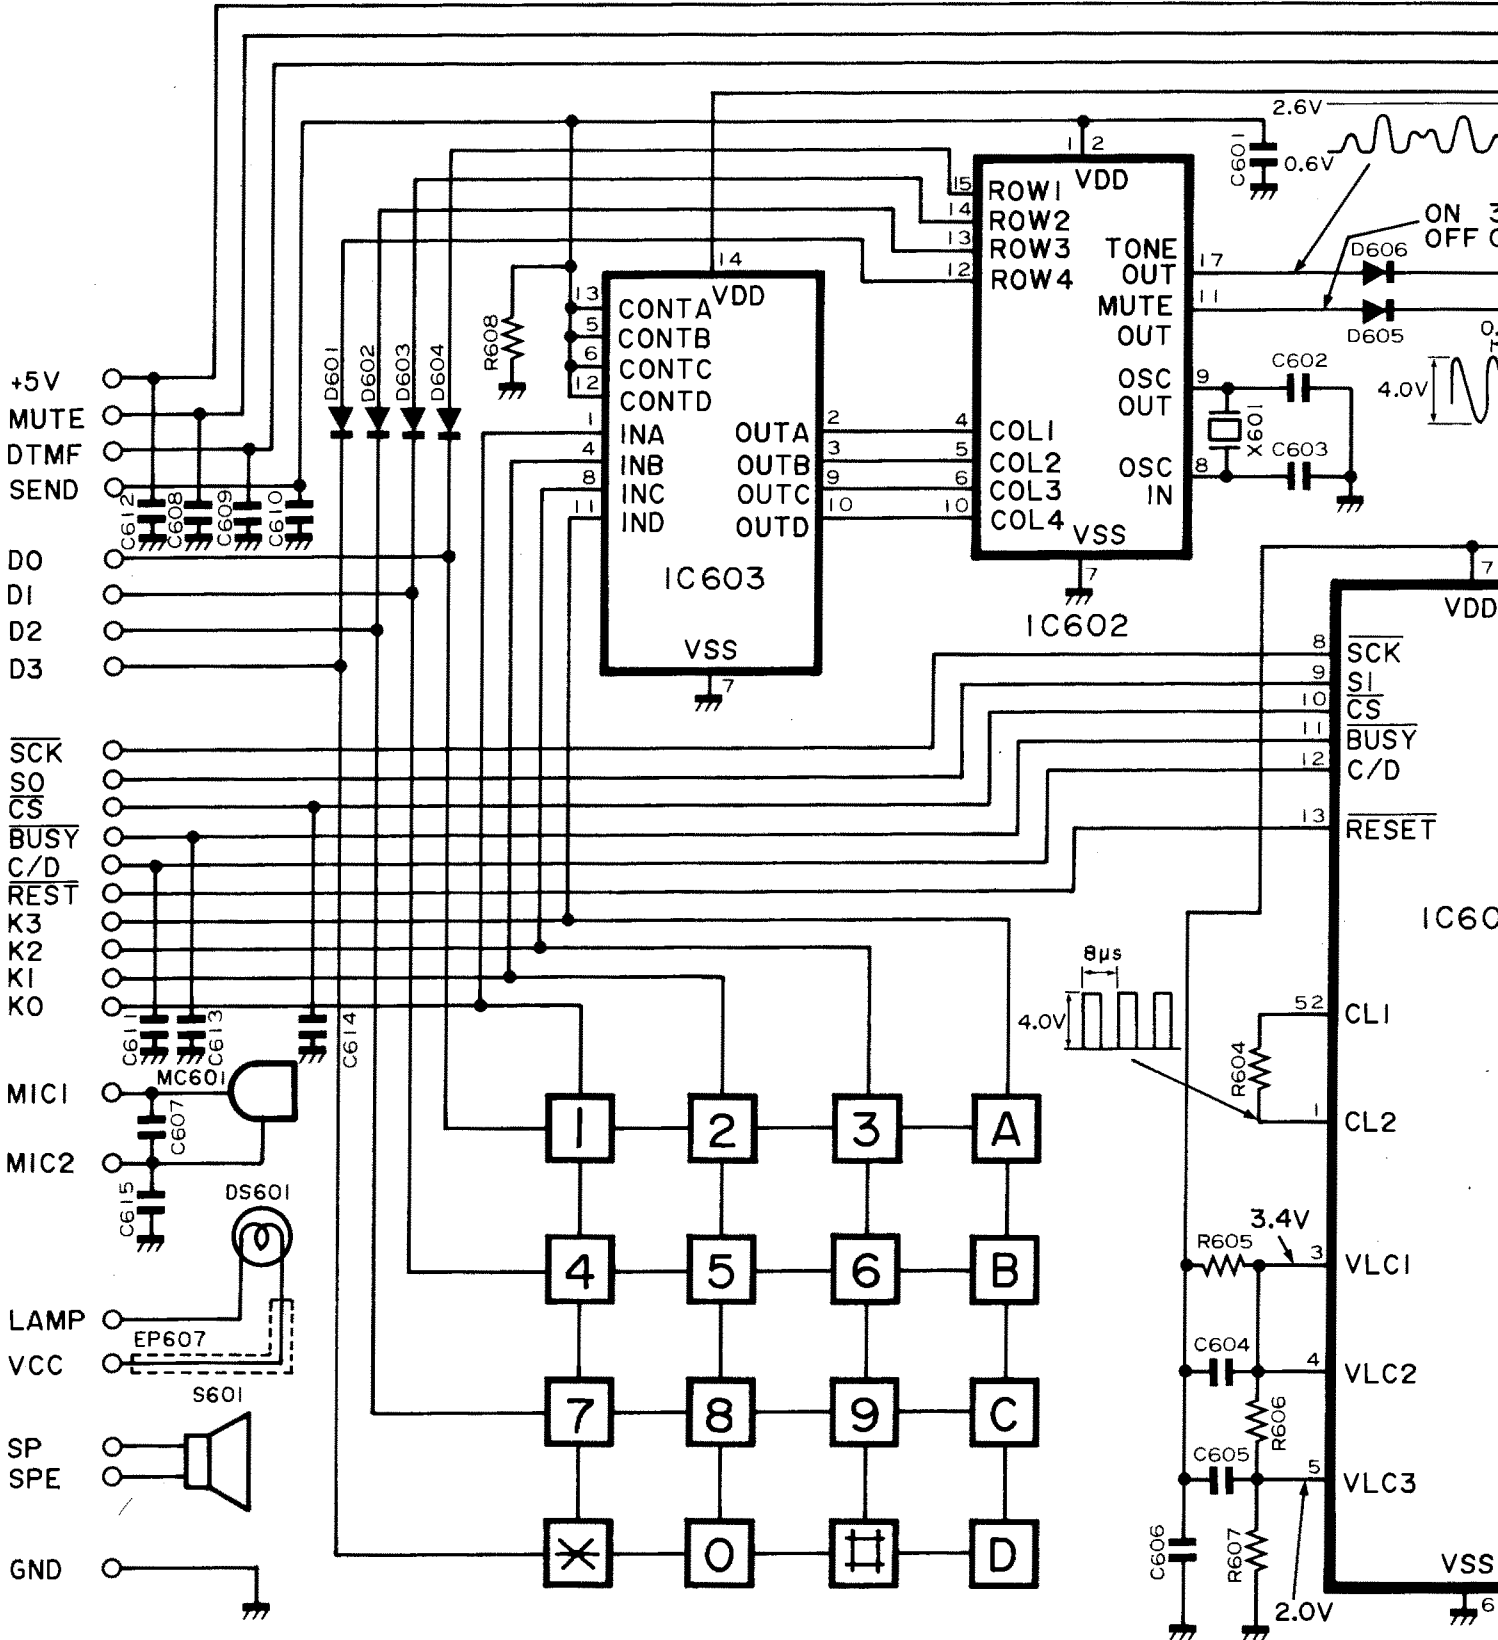 2.6V
0.6V
C601
1 2
VDD
15 ROW1
14 ROW2
13 ROW3
12 ROW4
TONE OUT 17
MUTE OUT 11
OSC OUT 9
OSC IN 8
4 COL1
5 COL2
6 COL3
10 COL4
VSS
7
IC602
ON 3
OFF
D606
D605
C602
X601
C603
4.0V
0.
14
VDD
13 CONTA
5 CONTB
6 CONTC
12 CONTD
1 INA
4 INB
8 INC
11 IND
OUTA 2
OUTB 3
OUTC 9
OUTD 10
IC603
VSS
7
R608
D601
D602
D603
D604
+5V
MUTE
DTMF
SEND
C612
C608
C609
C610
D0
D1
D2
D3
SCK
SO
CS
BUSY
C/D
REST
K3
K2
K1
K0
C611
C613
C614
MIC1
MC601
C607
MIC2
C615
DS601
LAMP
EP607
VCC
S601
SP
SPE
GND
1 2 3 A
4 5 6 B
7 8 9 C
* 0 # D
7
VDD
8 SCK
9 SI
10 CS
11 BUSY
12 C/D
13 RESET
IC60
8µs
4.0V
52 CL1
R604
1 CL2
3.4V
R605
3 VLC1
C604
4 VLC2
R606
C605
5 VLC3
C606
R607
2.0V
VSS
6